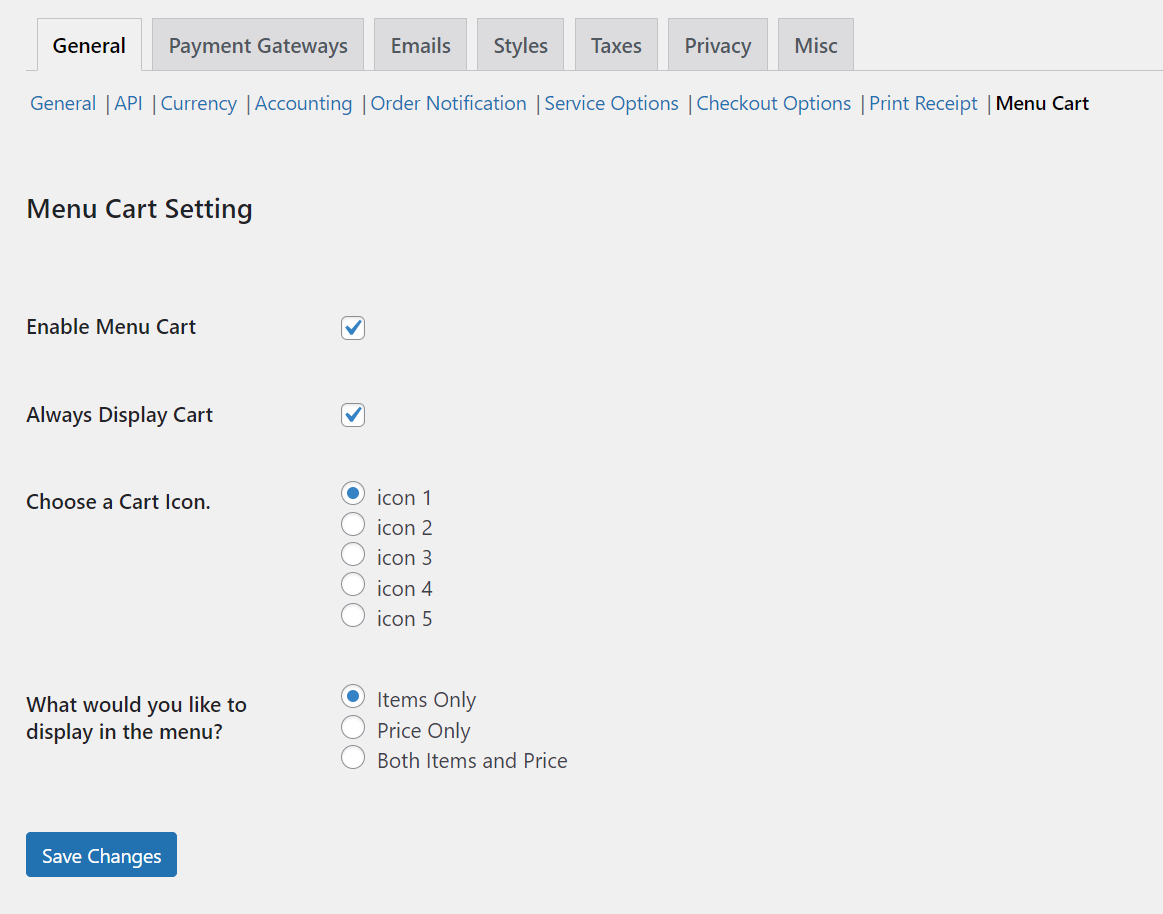 General Payment Gateways Emails Styles Taxes Privacy Misc
General | API | Currency | Accounting | Order Notification | Service Options | Checkout Options | Print Receipt | Menu Cart
Menu Cart Setting
Enable Menu Cart
Always Display Cart
Choose a Cart Icon.
icon 1
icon 2
icon 3
icon 4
icon 5
What would you like to
display in the menu?
Items Only
Price Only
Both Items and Price
Save Changes